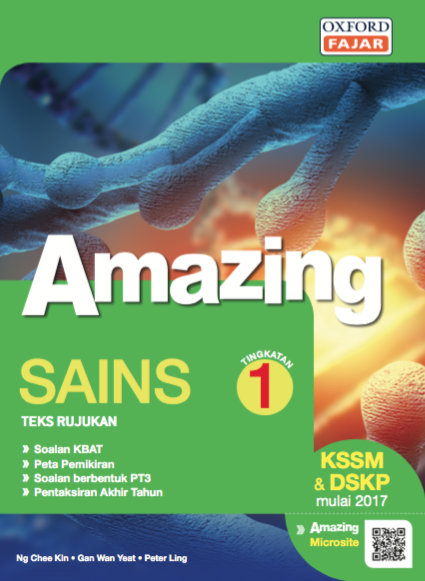 OXFORD
FAJAR
Amazing
SAINS
TINGKATAN
1
TEKS RUJUKAN
» Soalan KBAT
» Peta Pemikiran
» Soalan berbentuk PT3
» Pentaksiran Akhir Tahun
KSSM
& DSKP
mulai 2017
» Amazing
Microsite
Ng Chee Kin • Gan Wan Yeat • Peter Ling